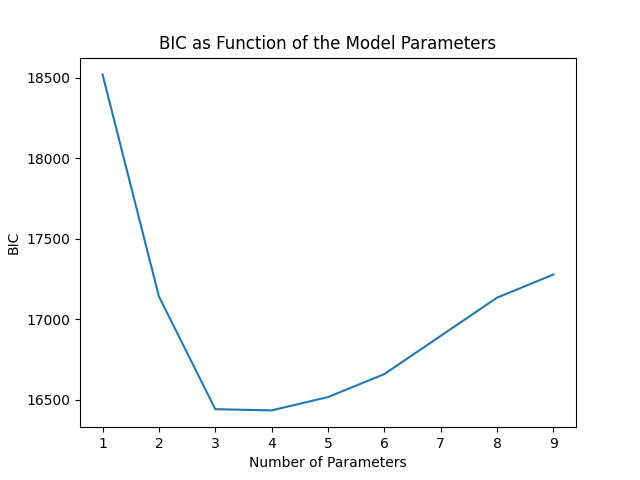 BIC as Function of the Model Parameters
18500
18000
17500
17000
16500
BIC
1 2 3 4 5 6 7 8 9
Number of Parameters